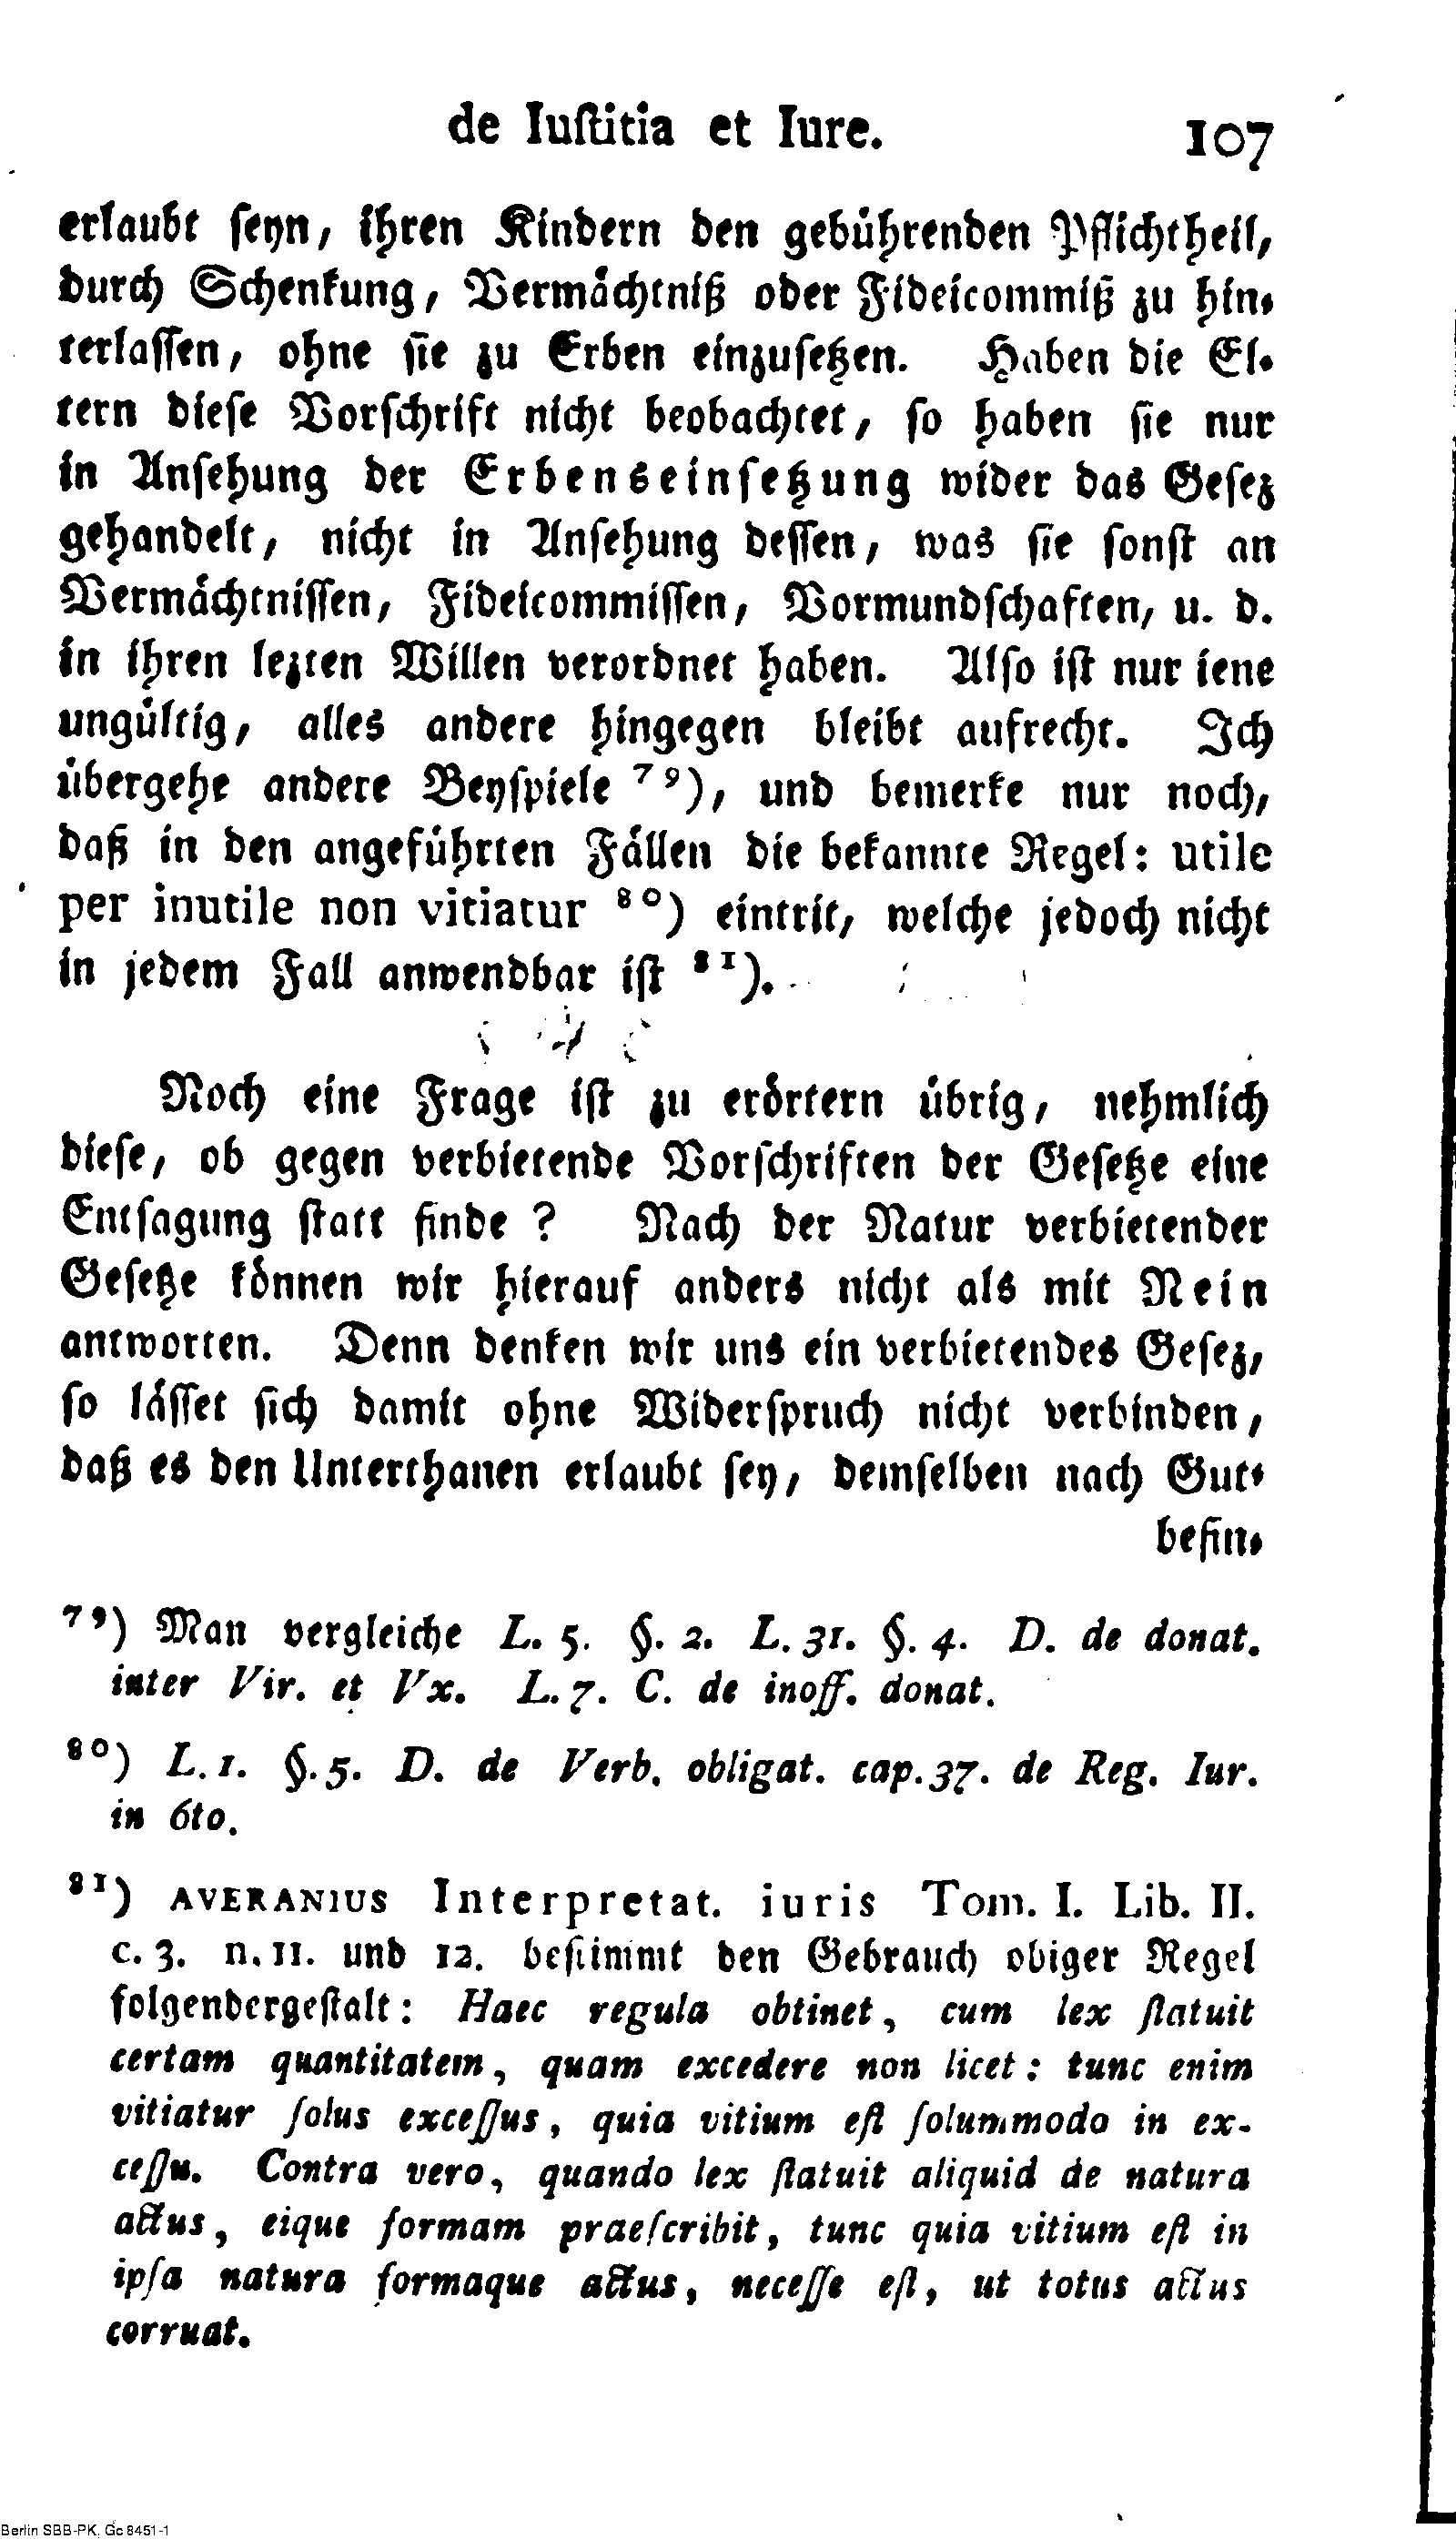 de Iuſtitia et Iure. 107
erlaubt ſeyn, ihren Kindern den gebührenden Pflichtheil,
durch Schenkung, Vermächtniß oder Fideicommiß zu hin-
terlaſſen, ohne ſie zu Erben einzuſetzen. Haben die El-
tern dieſe Vorſchrift nicht beobachtet, ſo haben ſie nur
in Anſehung der Erbenseinſetzung wider das Geſez
gehandelt, nicht in Anſehung deſſen, was ſie ſonſt an
Vermächtniſſen, Fideicommiſſen, Vormundſchaften, u. d.
in ihren lezten Willen verordnet haben. Alſo iſt nur iene
ungültig, alles andere hingegen bleibt aufrecht. Ich
übergehe andere Beyſpiele ⁷⁹), und bemerke nur noch,
daß in den angeführten Fällen die bekannte Regel: utile
per inutile non vitiatur ⁸⁰) eintrit, welche jedoch nicht
in jedem Fall anwendbar iſt ⁸¹).
Noch eine Frage iſt zu erörtern übrig, nehmlich
dieſe, ob gegen verbietende Vorſchriften der Geſetze eine
Entſagung ſtatt finde? Nach der Natur verbietender
Geſetze können wir hierauf anders nicht als mit Nein
antworten. Denn denken wir uns ein verbietendes Geſez,
ſo läſſet ſich damit ohne Widerſpruch nicht verbinden,
daß es den Unterthanen erlaubt ſey, demſelben nach Gut-
befin-
⁷⁹) Man vergleiche L. 5. §. 2. L. 31. §. 4. D. de donat.
inter Vir. et Vx. L. 7. C. de inoff. donat.
⁸⁰) L. 1. §. 5. D. de Verb. obligat. cap. 37. de Reg. Iur.
in 6to.
⁸¹) AVERANIUS Interpretat. iuris Tom. I. Lib. II.
c. 3. n. 11. und 12. beſtimmt den Gebrauch obiger Regel
folgendergeſtalt: Haec regula obtinet, cum lex ſtatuit
certam quantitatem, quam excedere non licet: tunc enim
vitiatur ſolus exceſſus, quia vitium eſt ſolummodo in ex-
ceſſu. Contra vero, quando lex ſtatuit aliquid de natura
actus, eique formam praeſcribit, tunc quia vitium eſt in
ipſa natura formaque actus, neceſſe eſt, ut totus actus
corruat.
Berlin SBB-PK, Gc 8451-1